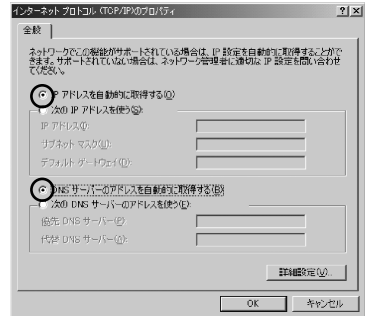 インターネット プロトコル (TCP/IP)のプロパティ
? ×
全般
ネットワークでこの機能がサポートされている場合は、IP 設定を自動的に取得することがで
きます。サポートされていない場合は、ネットワーク管理者に適切な IP 設定を問い合わせ
てください。
IP アドレスを自動的に取得する(O)
次の IP アドレスを使う(S):
IP アドレス(I):
サブネット マスク(U):
デフォルト ゲートウェイ(D):
DNS サーバーのアドレスを自動的に取得する(B)
次の DNS サーバーのアドレスを使う(E):
優先 DNS サーバー(P):
代替 DNS サーバー(A):
詳細設定(V)...
OK
キャンセル